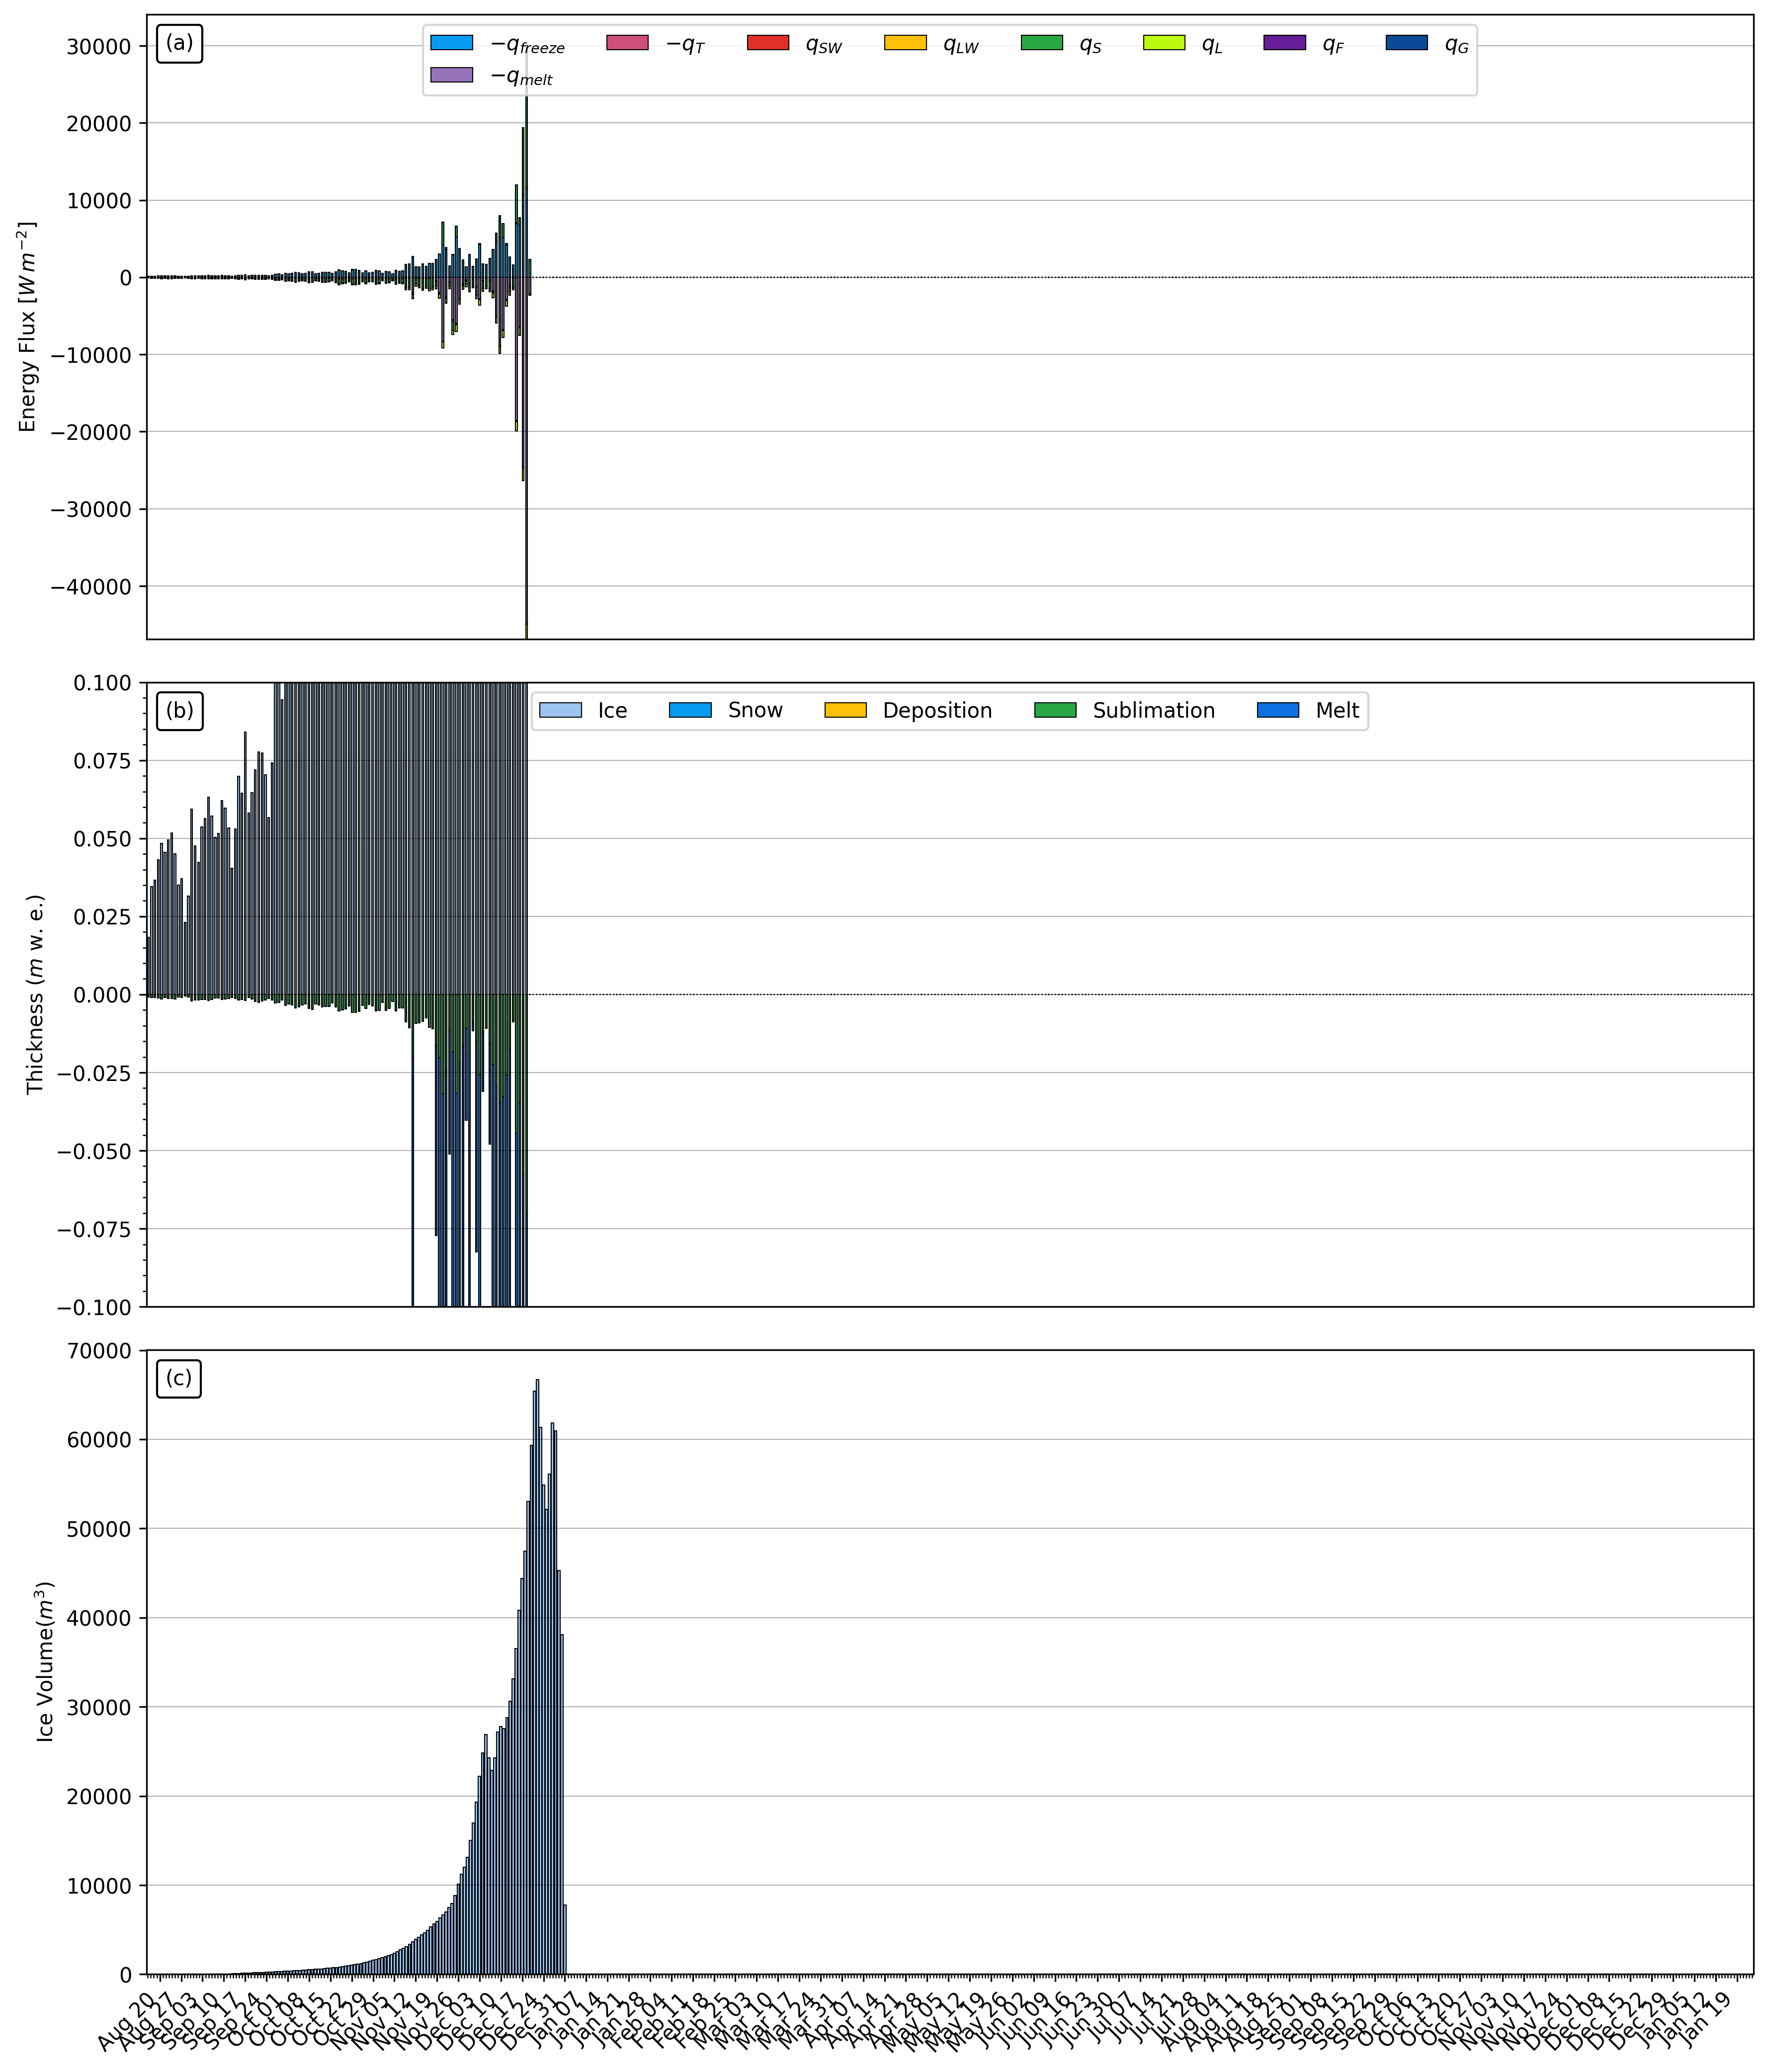 (a)
−q_freeze −q_T q_SW q_LW q_S q_L q_F q_G
−q_melt
30000
20000
10000
0
−10000
−20000
−30000
−40000
Energy Flux [W m⁻²]
(b)
Ice Snow Deposition Sublimation Melt
0.100
0.075
0.050
0.025
0.000
−0.025
−0.050
−0.075
−0.100
Thickness (m w. e.)
(c)
70000
60000
50000
40000
30000
20000
10000
0
Ice Volume(m³)
Aug 20
Aug 27
Sep 03
Sep 10
Sep 17
Sep 24
Oct 01
Oct 08
Oct 15
Oct 22
Oct 29
Nov 05
Nov 12
Nov 19
Nov 26
Dec 03
Dec 10
Dec 17
Dec 24
Dec 31
Jan 07
Jan 14
Jan 21
Jan 28
Feb 04
Feb 11
Feb 18
Feb 25
Mar 03
Mar 10
Mar 17
Mar 24
Mar 31
Apr 07
Apr 14
Apr 21
Apr 28
May 05
May 12
May 19
May 26
Jun 02
Jun 09
Jun 16
Jun 23
Jun 30
Jul 07
Jul 14
Jul 21
Jul 28
Aug 04
Aug 11
Aug 18
Aug 25
Sep 01
Sep 08
Sep 15
Sep 22
Sep 29
Oct 06
Oct 13
Oct 20
Oct 27
Nov 03
Nov 10
Nov 17
Nov 24
Dec 01
Dec 08
Dec 15
Dec 22
Dec 29
Jan 05
Jan 12
Jan 19